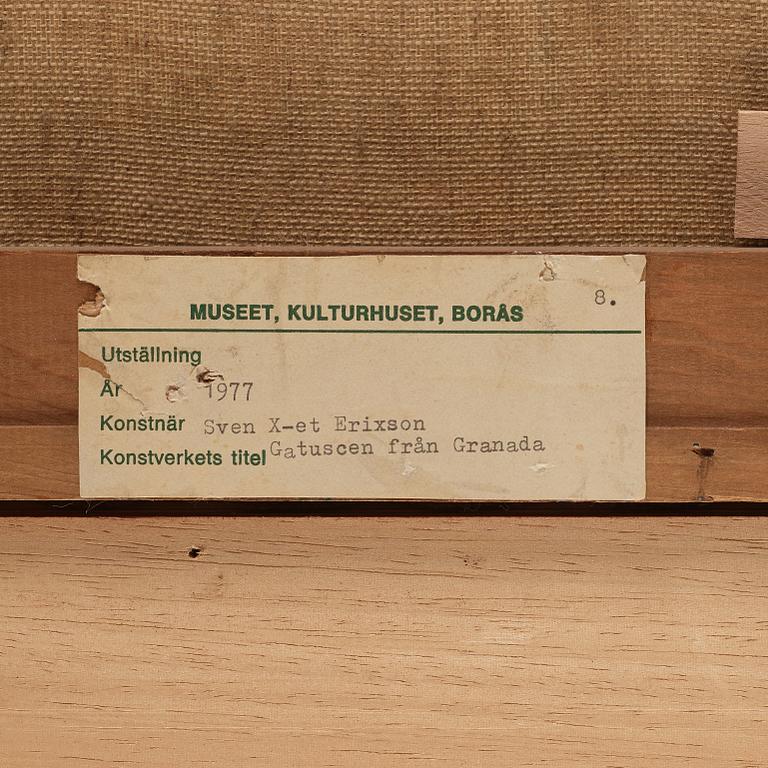 8.
MUSEET, KULTURHUSET, BORÅS
Utställning
År 1977
Konstnär Sven X-et Erixson
Konstverkets titel Gatuscen från Granada